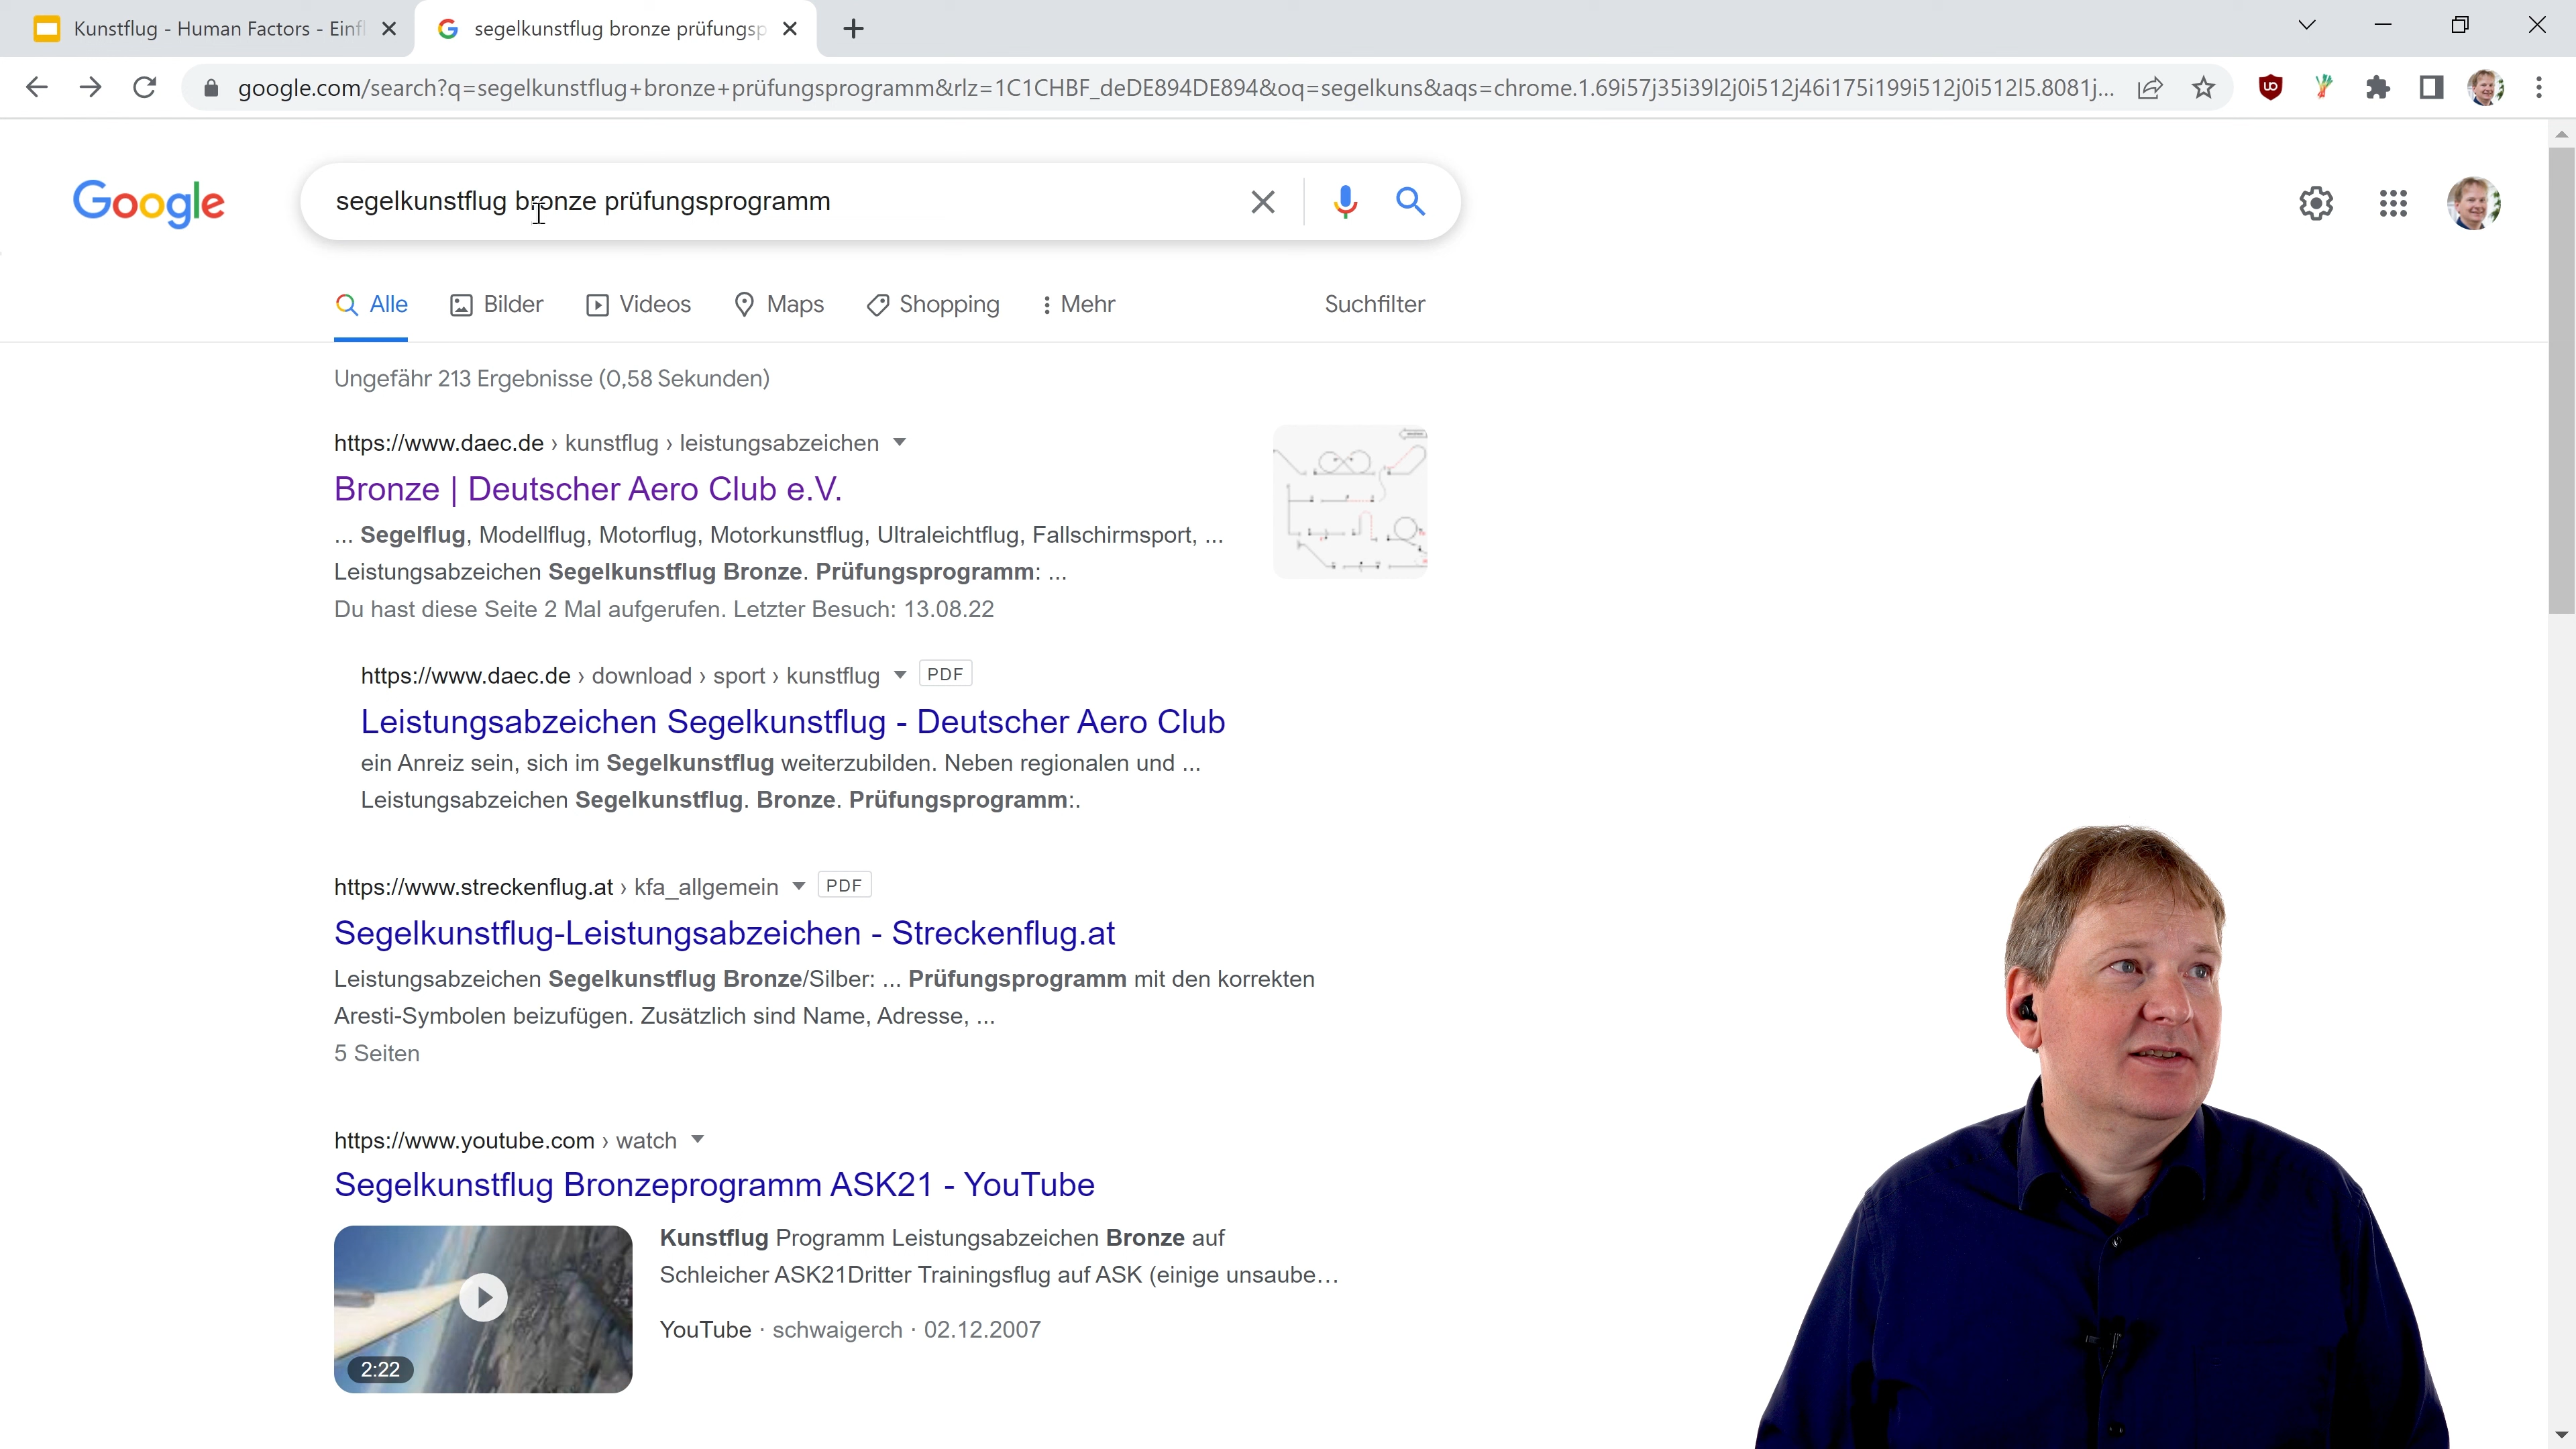 Kunstflug - Human Factors - Einfl
segelkunstflug bronze prüfungsp
google.com/search?q=segelkunstflug+bronze+prüfungsprogramm&rlz=1C1CHBF_deDE894DE894&oq=segelkuns&aqs=chrome.1.69i57j35i39l2j0i512j46i175i199i512j0i512l5.8081j...
Google
segelkunstflug bronze prüfungsprogramm
Alle Bilder Videos Maps Shopping Mehr Suchfilter
Ungefähr 213 Ergebnisse (0,58 Sekunden)
https://www.daec.de › kunstflug › leistungsabzeichen
Bronze | Deutscher Aero Club e.V.
... Segelflug, Modellflug, Motorflug, Motorkunstflug, Ultraleichtflug, Fallschirmsport, ...
Leistungsabzeichen Segelkunstflug Bronze. Prüfungsprogramm: ...
Du hast diese Seite 2 Mal aufgerufen. Letzter Besuch: 13.08.22
https://www.daec.de › download › sport › kunstflug PDF
Leistungsabzeichen Segelkunstflug - Deutscher Aero Club
ein Anreiz sein, sich im Segelkunstflug weiterzubilden. Neben regionalen und ...
Leistungsabzeichen Segelkunstflug. Bronze. Prüfungsprogramm:.
https://www.streckenflug.at › kfa_allgemein PDF
Segelkunstflug-Leistungsabzeichen - Streckenflug.at
Leistungsabzeichen Segelkunstflug Bronze/Silber: ... Prüfungsprogramm mit den korrekten
Aresti-Symbolen beizufügen. Zusätzlich sind Name, Adresse, ...
5 Seiten
https://www.youtube.com › watch
Segelkunstflug Bronzeprogramm ASK21 - YouTube
Kunstflug Programm Leistungsabzeichen Bronze auf
Schleicher ASK21Dritter Trainingsflug auf ASK (einige unsaube...
YouTube · schwaigerch · 02.12.2007
2:22